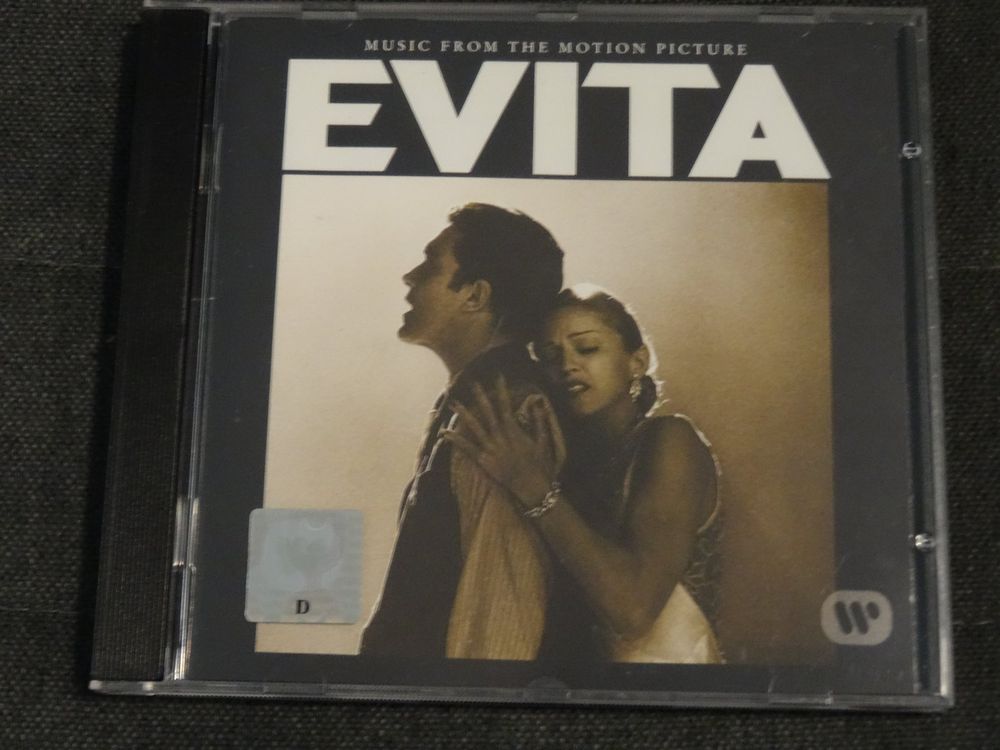 MUSIC FROM THE MOTION PICTURE
EVITA
D